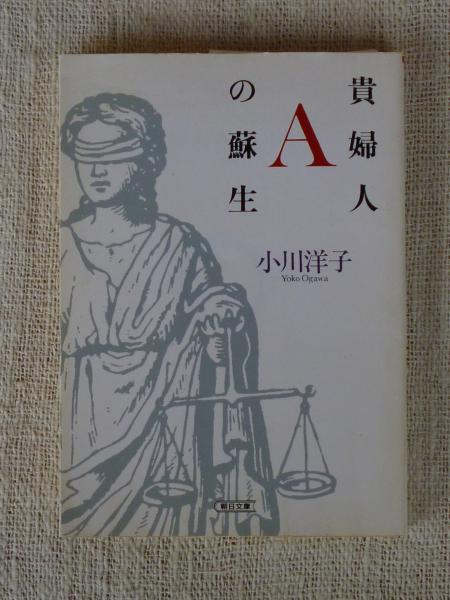 貴婦人
A
の蘇生
小川洋子
Yoko Ogawa
朝日文庫